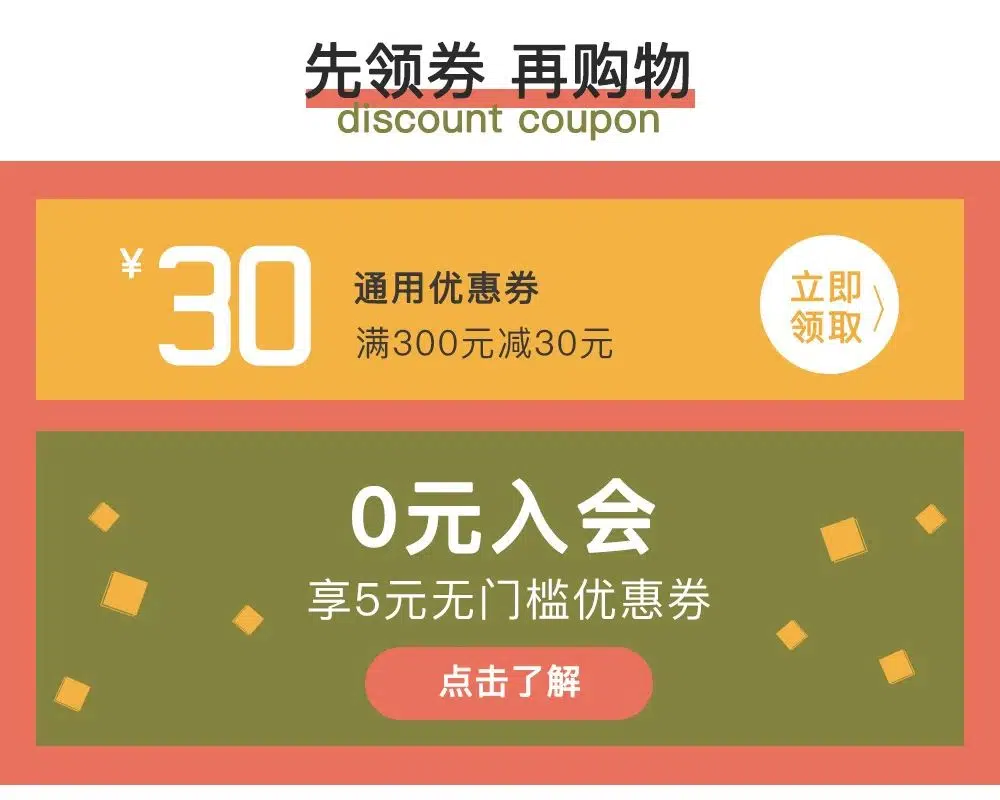 先领券 再购物
discount coupon
¥30
通用优惠券
满300元减30元
立即
领取
0元入会
享5元无门槛优惠券
点击了解